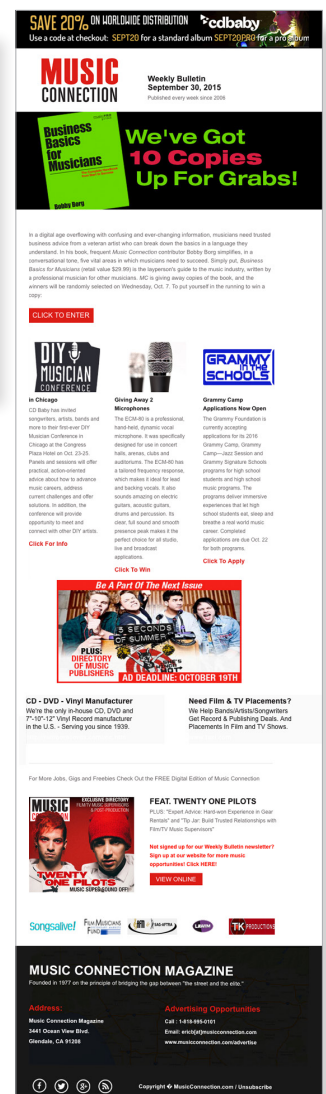 SAVE 20% ON WORLDWIDE DISTRIBUTION cdbaby
Use a code at checkout: SEPT20 for a standard album SEPT20PRO for a pro album
MUSIC
CONNECTION
Weekly Bulletin
September 30, 2015
Published every week since 2006
Business
Basics
for
Musicians
Bobby Borg
We've Got
10 Copies
Up For Grabs!
In a digital age overflowing with confusing and ever-changing information, musicians need trusted
business advice from a veteran artist who can break down the basics in a language they
understand. In his book, frequent Music Connection contributor Bobby Borg simplifies, in a
conversational tone, five vital areas in which musicians need to succeed. Simply put, Business
Basics for Musicians (retail value $29.99) is the layperson's guide to the music industry, written by
a professional musician for other musicians. MC is giving away copies of the book, and the
winners will be randomly selected on Wednesday, Oct. 7. To put yourself in the running to win a
copy:
CLICK TO ENTER
DIY
MUSICIAN
CONFERENCE
in Chicago
CD Baby has invited
songwriters, artists, bands and
more to their first-ever DIY
Musician Conference in
Chicago at the Congress
Plaza Hotel on Oct. 23-25.
Panels and sessions will offer
practical, action-oriented
advice about how to advance
music careers, address
current challenges and offer
solutions. In addition, the
conference will provide
opportunity to meet and
connect with other DIY artists.
Click For Info
Giving Away 2
Microphones
The ECM-80 is a professional,
hand-held, dynamic vocal
microphone. It was specifically
designed for use in concert
halls, arenas, clubs and
auditoriums. The ECM-80 has
a tailored frequency response,
which makes it ideal for lead
and backing vocals. It also
sounds amazing on electric
guitars, acoustic guitars,
drums and percussion. Its
clear, full sound and smooth
presence peak makes it the
perfect choice for all studio,
live and broadcast
applications.
Click To Win
GRAMMY
IN THE
SCHOOLS
Grammy Camp
Applications Now Open
The Grammy Foundation is
currently accepting
applications for its 2016
Grammy Camp, Grammy
Camp—Jazz Session and
Grammy Signature Schools
programs for high school
students and high school
music programs. The
programs deliver immersive
experiences that let high
school students eat, sleep and
breathe a real world music
career. Completed
applications are due Oct. 22
for both programs.
Click To Apply
Be A Part Of The Next Issue
5 SECONDS
OF SUMMER
PLUS:
DIRECTORY
OF MUSIC
PUBLISHERS
AD DEADLINE: OCTOBER 19TH
CD - DVD - Vinyl Manufacturer
We're the only in-house CD, DVD and
7"-10"-12" Vinyl Record manufacturer
in the U.S. - Serving you since 1939.
Need Film & TV Placements?
We Help Bands/Artists/Songwriters
Get Record & Publishing Deals. And
Placements In Film and TV Shows.
For More Jobs, Gigs and Freebies Check Out the FREE Digital Edition of Music Connection
MUSIC
CONNECTION
EXCLUSIVE DIRECTORY
FILM/TV MUSIC SUPERVISORS
& POST-PRODUCTION
TWENTY
ONE PILOTS
MUSIC SUPES SOUND OFF!
FEAT. TWENTY ONE PILOTS
PLUS: "Expert Advice: Hard-won Experience in Gear
Rentals" and "Tip Jar: Build Trusted Relationships with
Film/TV Music Supervisors"
Not signed up for our Weekly Bulletin newsletter?
Sign up at our website for more music
opportunities! Click HERE!
VIEW ONLINE
Songsalive! FILM MUSICIANS FUND SAG-AFTRA TK PRODUCTIONS
MUSIC CONNECTION MAGAZINE
Founded in 1977 on the principle of bridging the gap between "the street and the elite."
Address:
Music Connection Magazine
3441 Ocean View Blvd.
Glendale, CA 91208
Advertising Opportunities
Call : 1-818-995-0101
Email: ericb[at]musicconnection.com
www.musicconnection.com/advertise
Copyright � MusicConnection.com / Unsubscribe